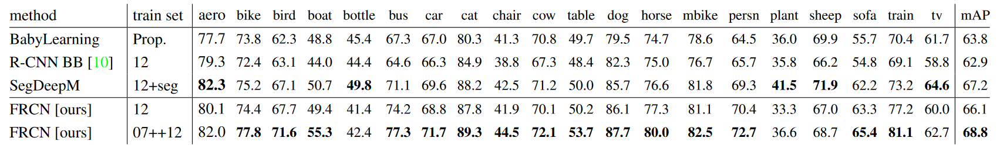 method train set aero bike bird boat bottle bus car cat chair cow table dog horse mbike persn plant sheep sofa train tv mAP
BabyLearning Prop. 77.7 73.8 62.3 48.8 45.4 67.3 67.0 80.3 41.3 70.8 49.7 79.5 74.7 78.6 64.5 36.0 69.9 55.7 70.4 61.7 63.8
R-CNN BB [10] 12 79.3 72.4 63.1 44.0 44.4 64.6 66.3 84.9 38.8 67.3 48.4 82.3 75.0 76.7 65.7 35.8 66.2 54.8 69.1 58.8 62.9
SegDeepM 12+seg 82.3 75.2 67.1 50.7 49.8 71.1 69.6 88.2 42.5 71.2 50.0 85.7 76.6 81.8 69.3 41.5 71.9 62.2 73.2 64.6 67.2
FRCN [ours] 12 80.1 74.4 67.7 49.4 41.4 74.2 68.8 87.8 41.9 70.1 50.2 86.1 77.3 81.1 70.4 33.3 67.0 63.3 77.2 60.0 66.1
FRCN [ours] 07++12 82.0 77.8 71.6 55.3 42.4 77.3 71.7 89.3 44.5 72.1 53.7 87.7 80.0 82.5 72.7 36.6 68.7 65.4 81.1 62.7 68.8